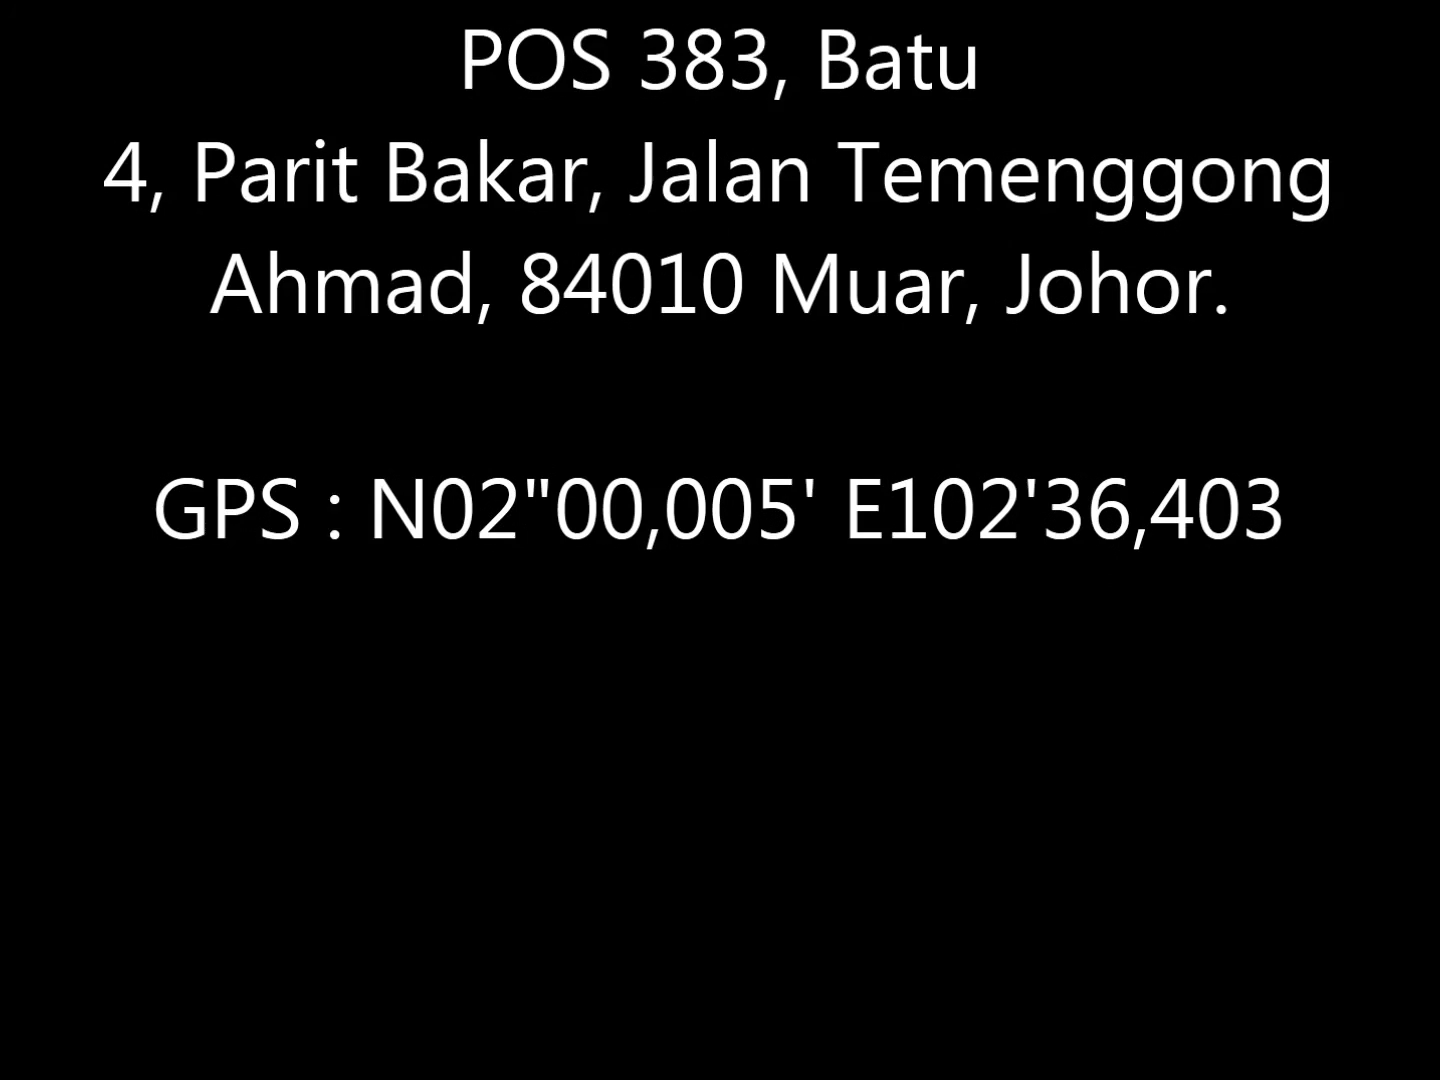 POS 383, Batu
4, Parit Bakar, Jalan Temenggong
Ahmad, 84010 Muar, Johor.
GPS : N02"00,005' E102'36,403